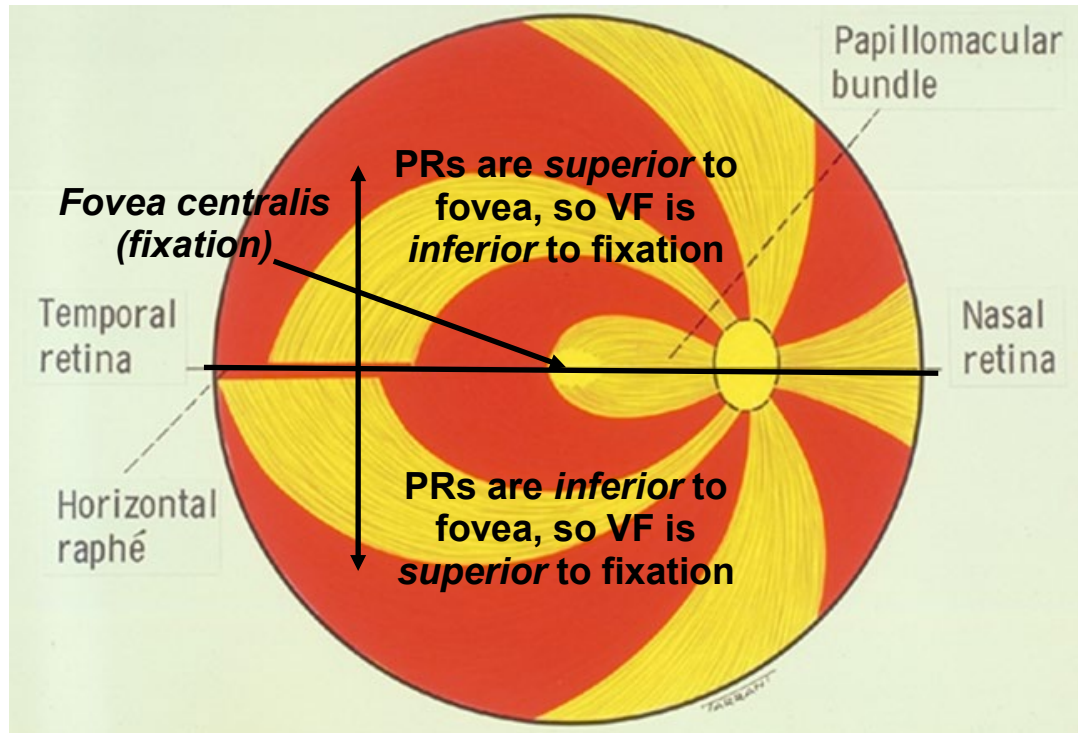 Papillomacular
bundle
PRs are superior to
fovea, so VF is
inferior to fixation
Fovea centralis
(fixation)
Temporal
retina
Nasal
retina
Horizontal
raphé
PRs are inferior to
fovea, so VF is
superior to fixation
TARRANT